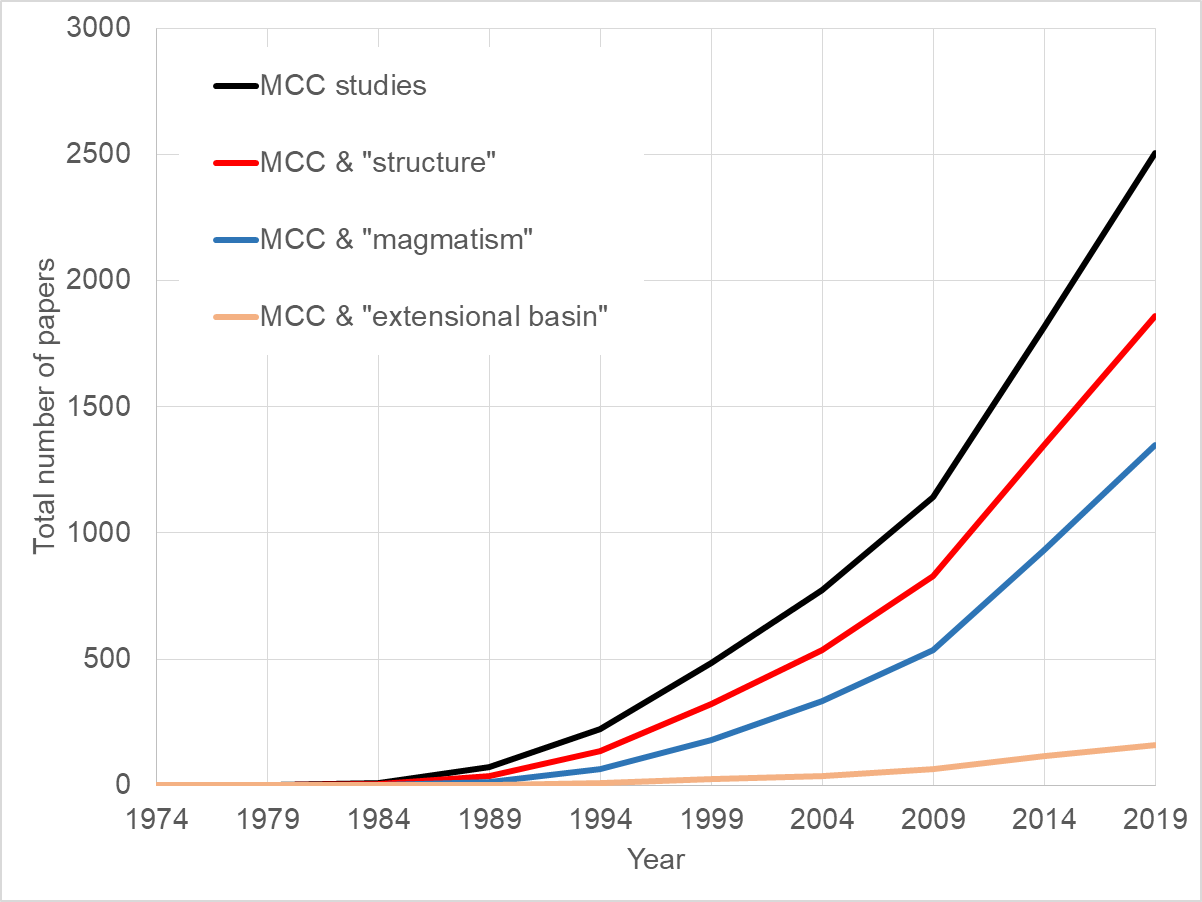 3000
2500
2000
1500
1000
500
0
Total number of papers
MCC studies
MCC & "structure"
MCC & "magmatism"
MCC & "extensional basin"
1974 1979 1984 1989 1994 1999 2004 2009 2014 2019
Year